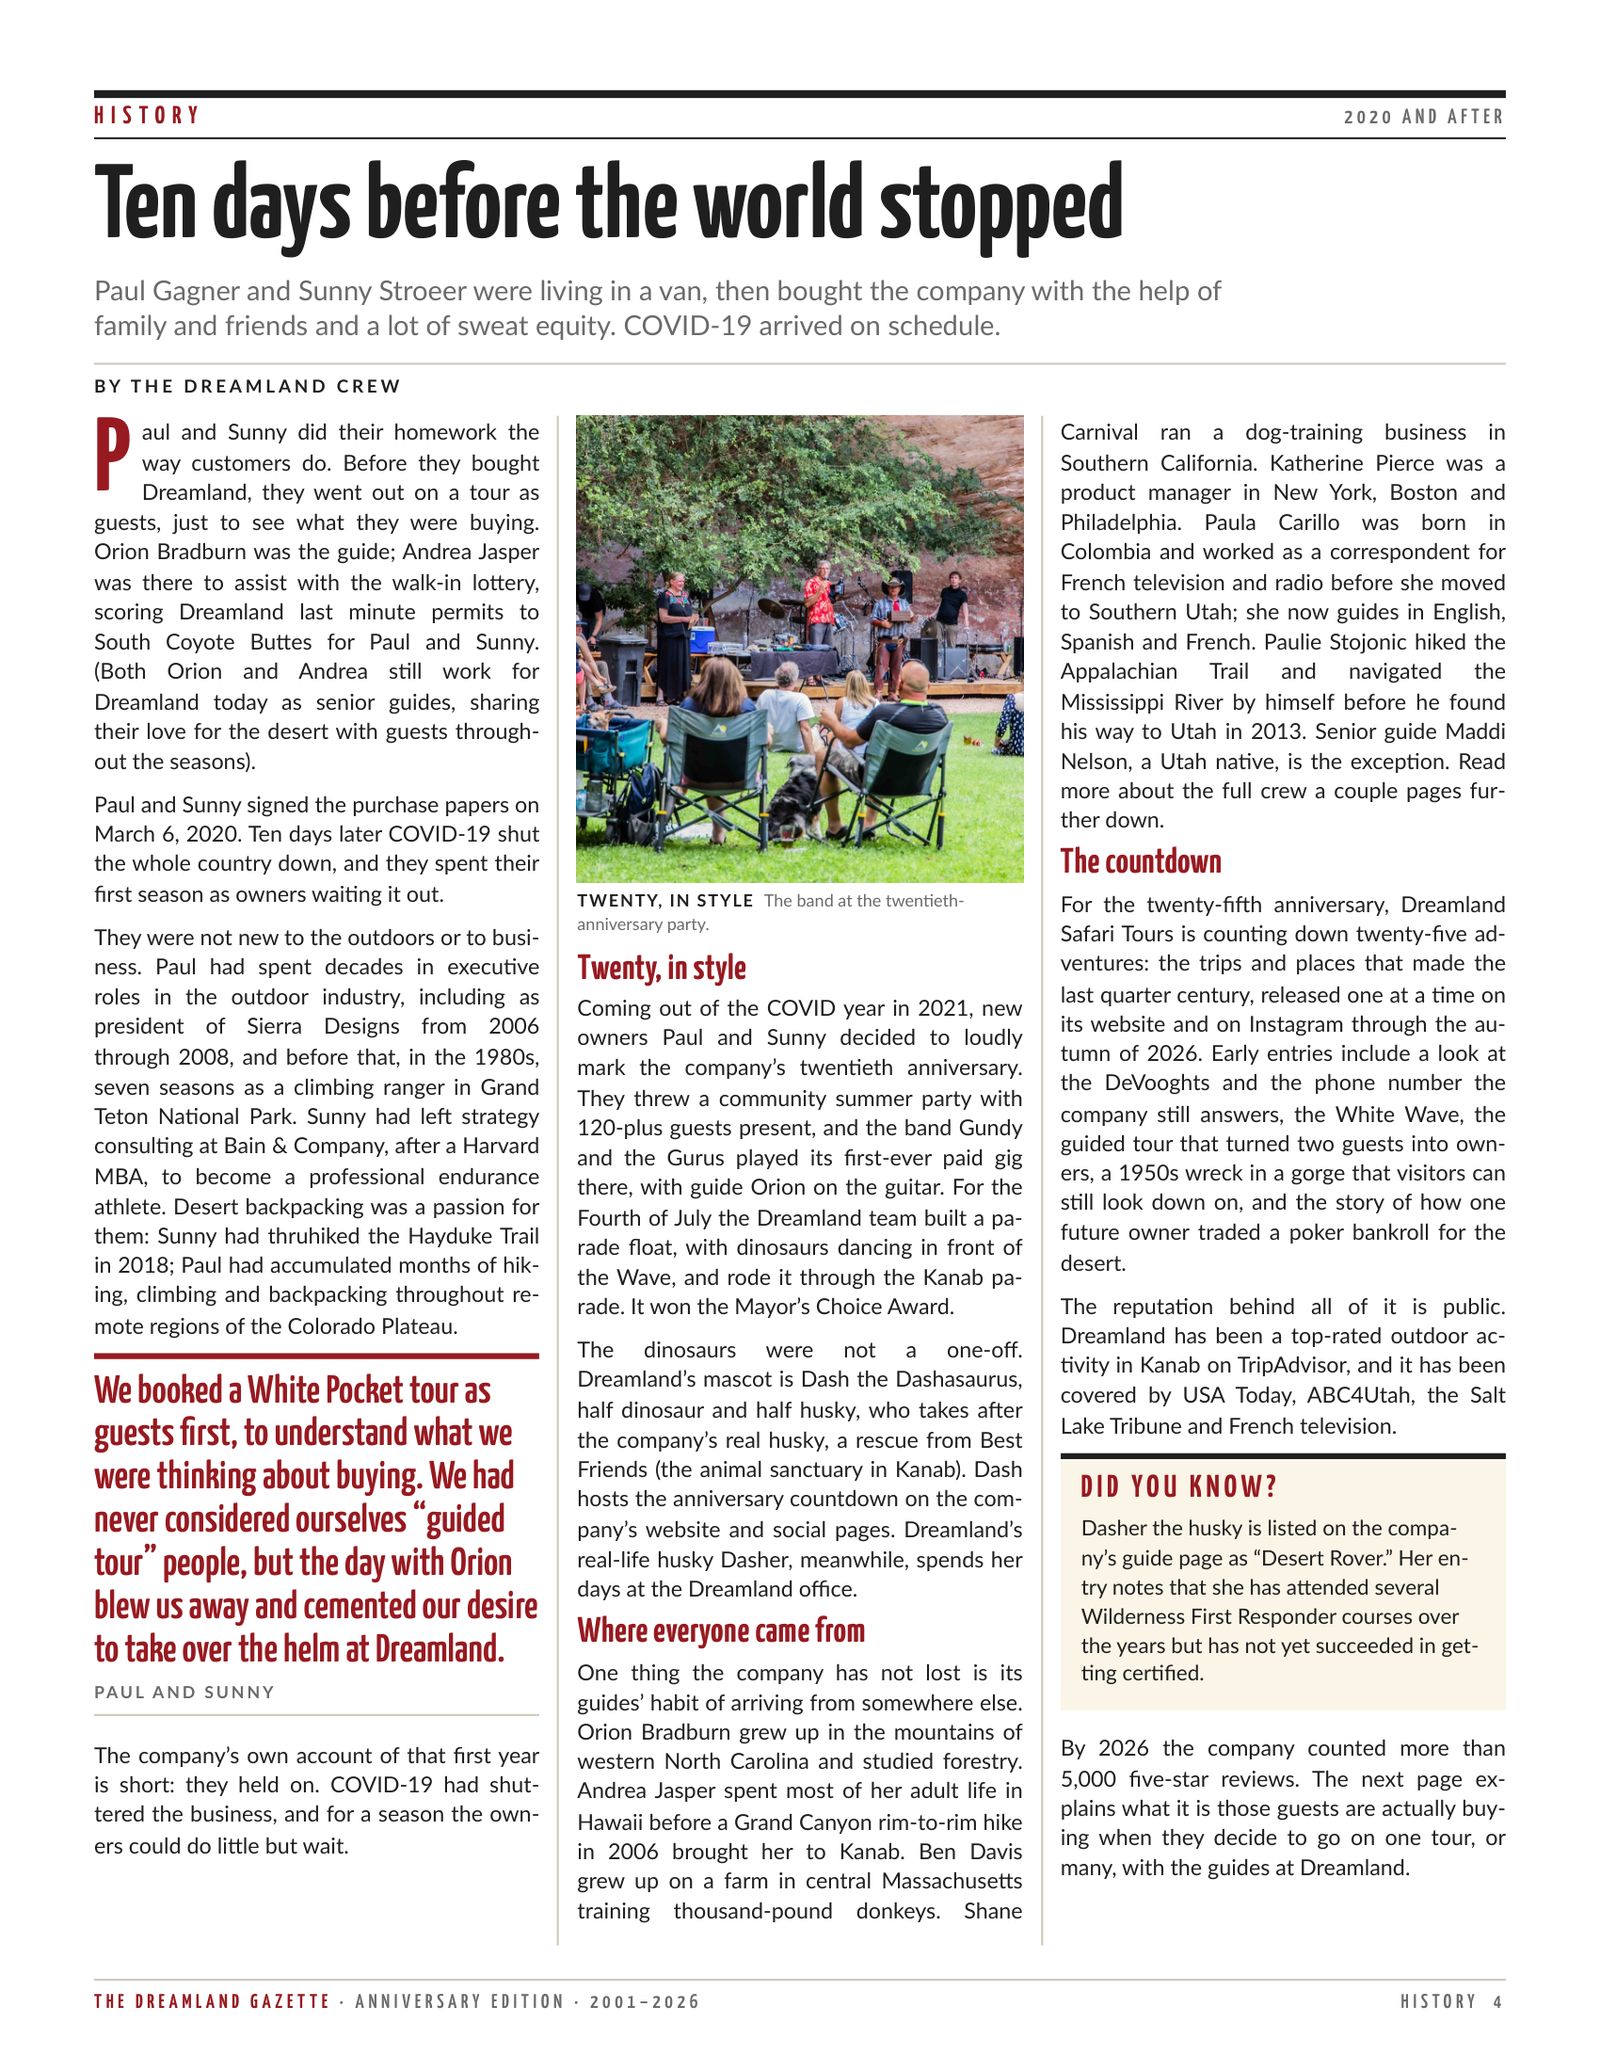 HISTORY
2020 AND AFTER
Ten days before the world stopped
Paul Gagner and Sunny Stroeer were living in a van, then bought the company with the help of
family and friends and a lot of sweat equity. COVID-19 arrived on schedule.
BY THE DREAMLAND CREW
Paul and Sunny did their homework the
way customers do. Before they bought
Dreamland, they went out on a tour as
guests, just to see what they were buying.
Orion Bradburn was the guide; Andrea Jasper
was there to assist with the walk-in lottery,
scoring Dreamland last minute permits to
South Coyote Buttes for Paul and Sunny.
(Both Orion and Andrea still work for
Dreamland today as senior guides, sharing
their love for the desert with guests through-
out the seasons).
Paul and Sunny signed the purchase papers on
March 6, 2020. Ten days later COVID-19 shut
the whole country down, and they spent their
first season as owners waiting it out.
They were not new to the outdoors or to busi-
ness. Paul had spent decades in executive
roles in the outdoor industry, including as
president of Sierra Designs from 2006
through 2008, and before that, in the 1980s,
seven seasons as a climbing ranger in Grand
Teton National Park. Sunny had left strategy
consulting at Bain & Company, after a Harvard
MBA, to become a professional endurance
athlete. Desert backpacking was a passion for
them: Sunny had thruhiked the Hayduke Trail
in 2018; Paul had accumulated months of hik-
ing, climbing and backpacking throughout re-
mote regions of the Colorado Plateau.
We booked a White Pocket tour as
guests first, to understand what we
were thinking about buying. We had
never considered ourselves “guided
tour” people, but the day with Orion
blew us away and cemented our desire
to take over the helm at Dreamland.
PAUL AND SUNNY
The company’s own account of that first year
is short: they held on. COVID-19 had shut-
tered the business, and for a season the own-
ers could do little but wait.
TWENTY, IN STYLE The band at the twentieth-
anniversary party.
Twenty, in style
Coming out of the COVID year in 2021, new
owners Paul and Sunny decided to loudly
mark the company’s twentieth anniversary.
They threw a community summer party with
120-plus guests present, and the band Gundy
and the Gurus played its first-ever paid gig
there, with guide Orion on the guitar. For the
Fourth of July the Dreamland team built a pa-
rade float, with dinosaurs dancing in front of
the Wave, and rode it through the Kanab pa-
rade. It won the Mayor’s Choice Award.
The dinosaurs were not a one-off.
Dreamland’s mascot is Dash the Dashasaurus,
half dinosaur and half husky, who takes after
the company’s real husky, a rescue from Best
Friends (the animal sanctuary in Kanab). Dash
hosts the anniversary countdown on the com-
pany’s website and social pages. Dreamland’s
real-life husky Dasher, meanwhile, spends her
days at the Dreamland office.
Where everyone came from
One thing the company has not lost is its
guides’ habit of arriving from somewhere else.
Orion Bradburn grew up in the mountains of
western North Carolina and studied forestry.
Andrea Jasper spent most of her adult life in
Hawaii before a Grand Canyon rim-to-rim hike
in 2006 brought her to Kanab. Ben Davis
grew up on a farm in central Massachusetts
training thousand-pound donkeys. Shane
Carnival ran a dog-training business in
Southern California. Katherine Pierce was a
product manager in New York, Boston and
Philadelphia. Paula Carillo was born in
Colombia and worked as a correspondent for
French television and radio before she moved
to Southern Utah; she now guides in English,
Spanish and French. Paulie Stojonic hiked the
Appalachian Trail and navigated the
Mississippi River by himself before he found
his way to Utah in 2013. Senior guide Maddi
Nelson, a Utah native, is the exception. Read
more about the full crew a couple pages fur-
ther down.
The countdown
For the twenty-fifth anniversary, Dreamland
Safari Tours is counting down twenty-five ad-
ventures: the trips and places that made the
last quarter century, released one at a time on
its website and on Instagram through the au-
tumn of 2026. Early entries include a look at
the DeVooghts and the phone number the
company still answers, the White Wave, the
guided tour that turned two guests into own-
ers, a 1950s wreck in a gorge that visitors can
still look down on, and the story of how one
future owner traded a poker bankroll for the
desert.
The reputation behind all of it is public.
Dreamland has been a top-rated outdoor ac-
tivity in Kanab on TripAdvisor, and it has been
covered by USA Today, ABC4Utah, the Salt
Lake Tribune and French television.
DID YOU KNOW?
Dasher the husky is listed on the compa-
ny’s guide page as “Desert Rover.” Her en-
try notes that she has attended several
Wilderness First Responder courses over
the years but has not yet succeeded in get-
ting certified.
By 2026 the company counted more than
5,000 five-star reviews. The next page ex-
plains what it is those guests are actually buy-
ing when they decide to go on one tour, or
many, with the guides at Dreamland.
THE DREAMLAND GAZETTE · ANNIVERSARY EDITION · 2001–2026
HISTORY 4